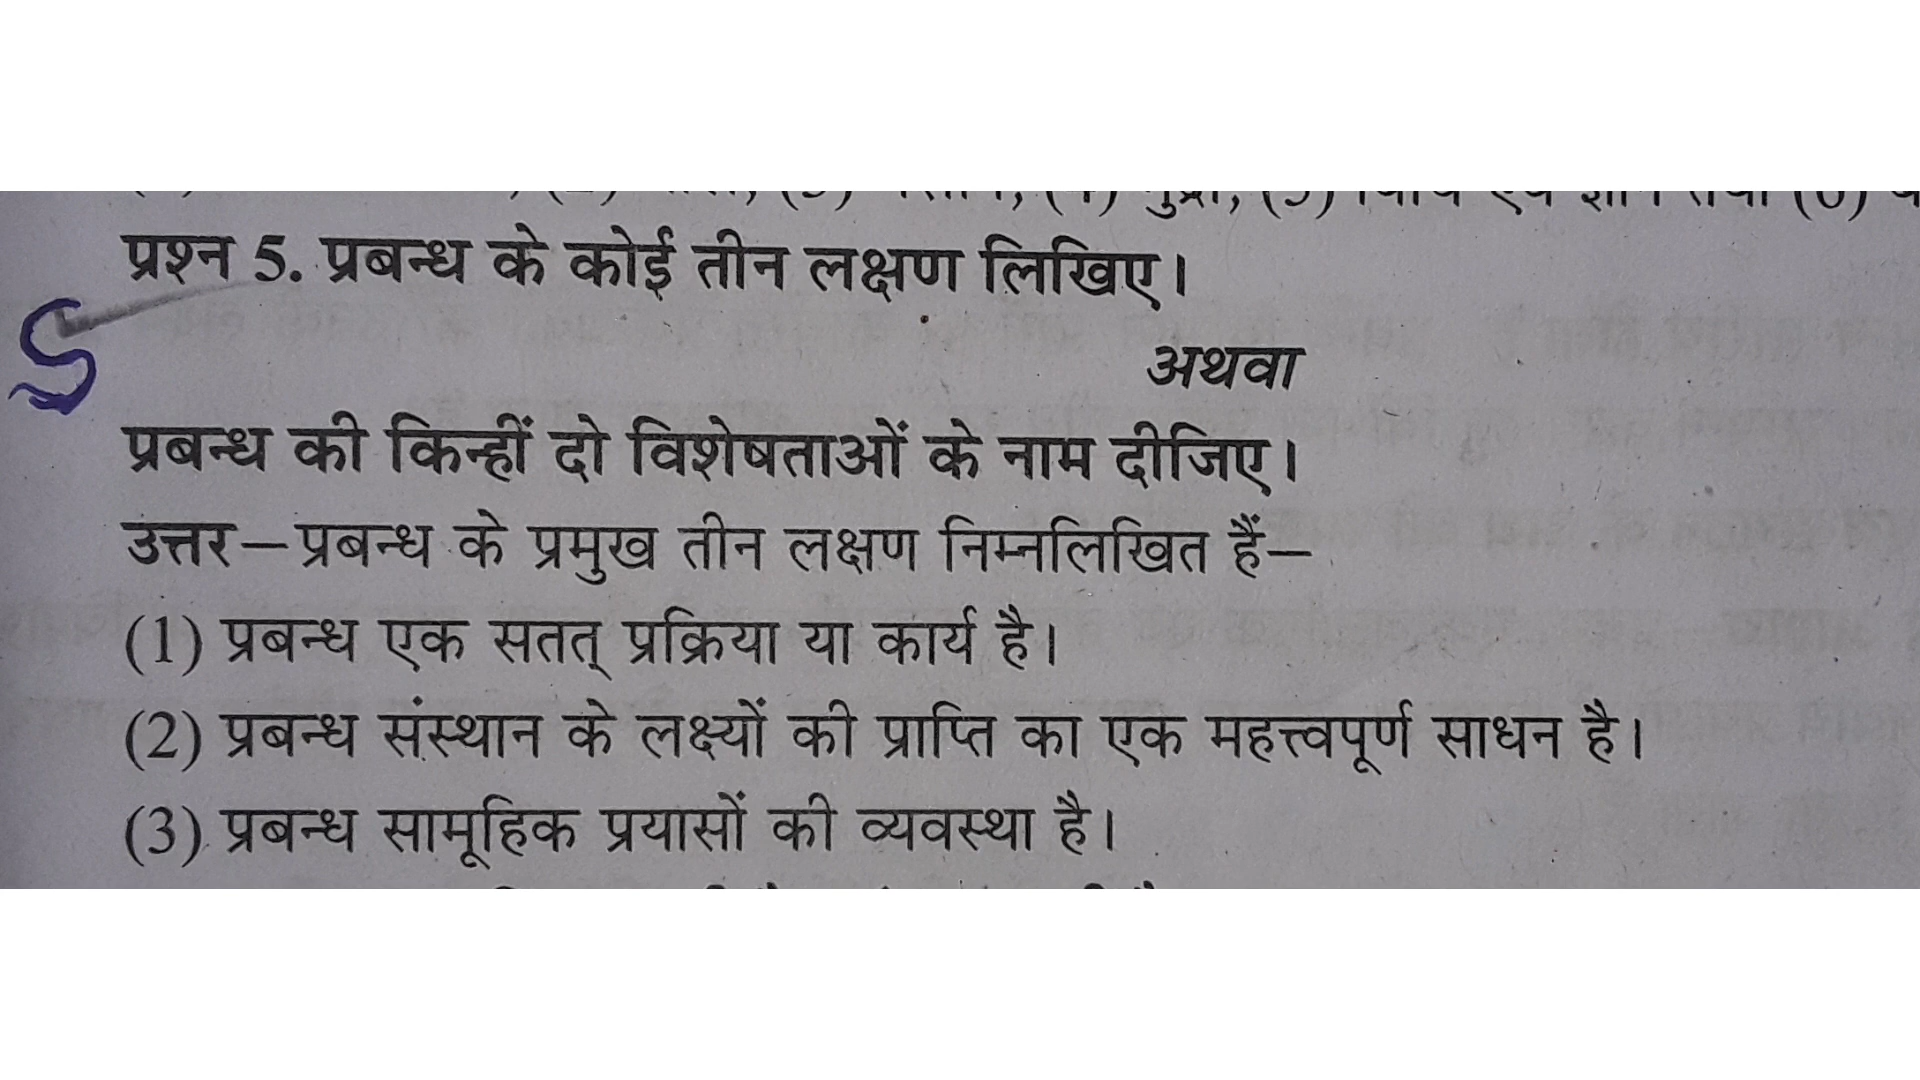 प्रश्न 5. प्रबन्ध के कोई तीन लक्षण लिखिए।
5
अथवा
प्रबन्ध की किन्हीं दो विशेषताओं के नाम दीजिए।
उत्तर—प्रबन्ध के प्रमुख तीन लक्षण निम्नलिखित हैं—
(1) प्रबन्ध एक सतत् प्रक्रिया या कार्य है।
(2) प्रबन्ध संस्थान के लक्ष्यों की प्राप्ति का एक महत्त्वपूर्ण साधन है।
(3) प्रबन्ध सामूहिक प्रयासों की व्यवस्था है।